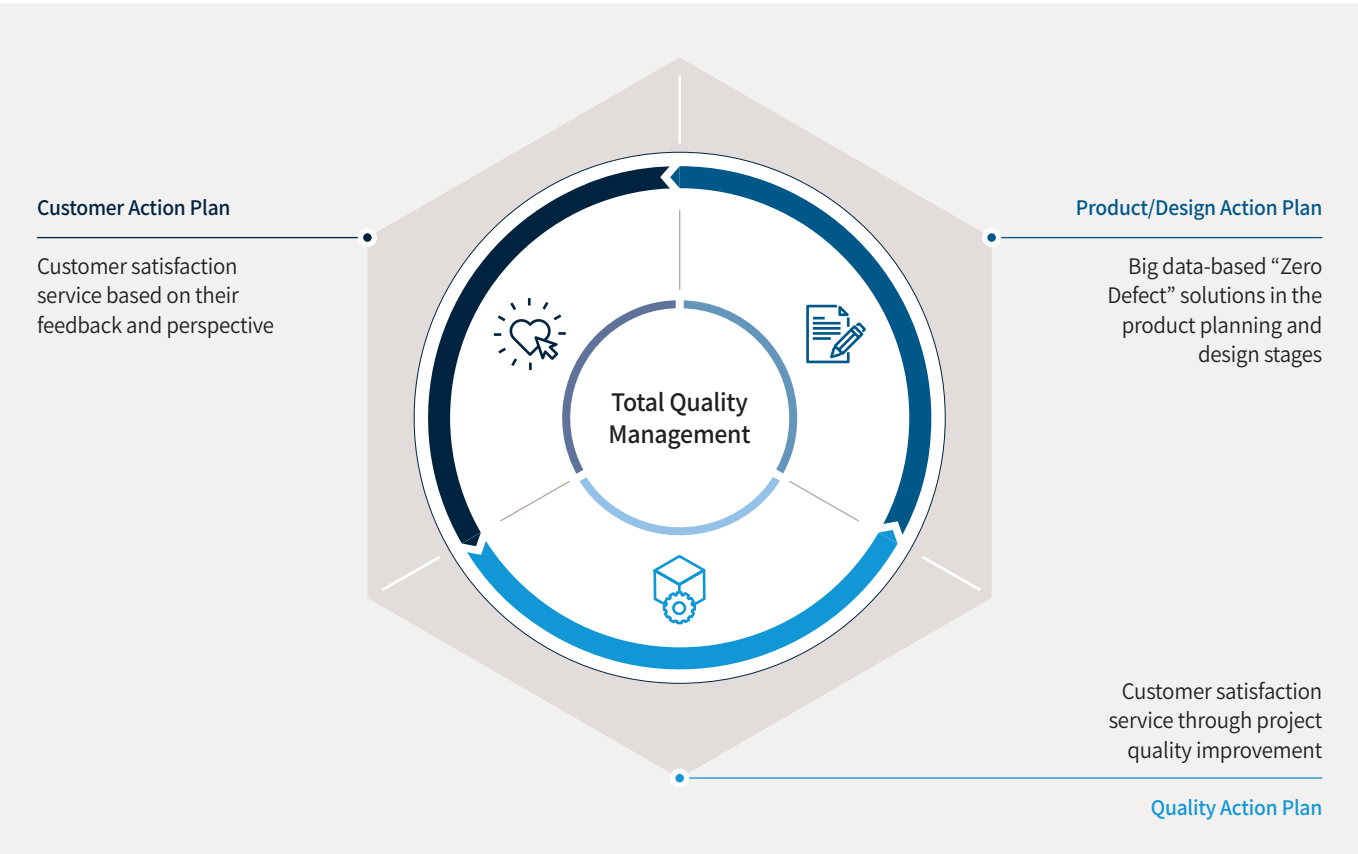 Customer Action Plan
Customer satisfaction
service based on their
feedback and perspective
Product/Design Action Plan
Big data-based “Zero
Defect” solutions in the
product planning and
design stages
Total Quality
Management
Customer satisfaction
service through project
quality improvement
Quality Action Plan